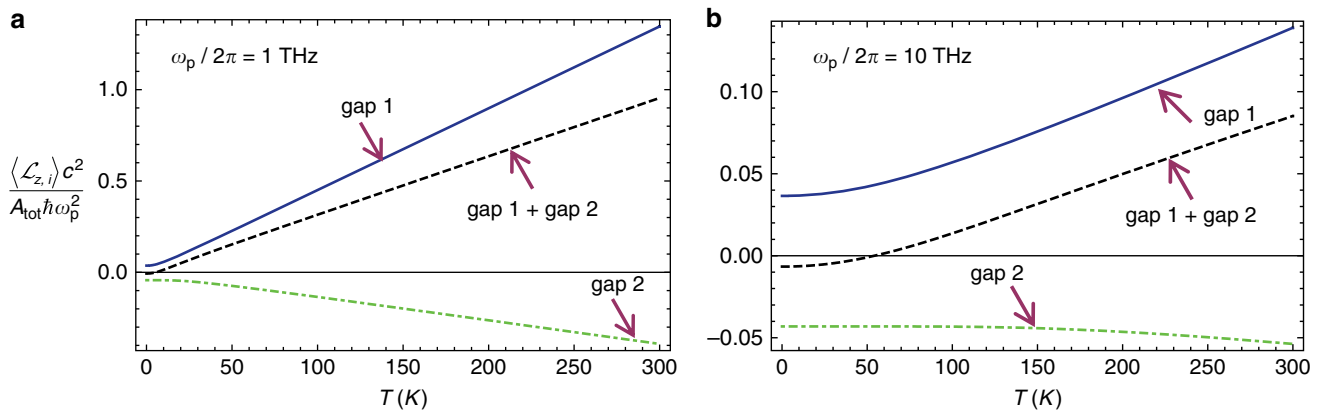 a
ω_p / 2π = 1 THz
gap 1
gap 1 + gap 2
gap 2
⟨ℒ_z, i⟩ c²
A_tot ħω_p²
1.0
0.5
0.0
0 50 100 150 200 250 300
T (K)
b
ω_p / 2π = 10 THz
gap 1
gap 1 + gap 2
gap 2
0.10
0.05
0.00
−0.05
0 50 100 150 200 250 300
T (K)